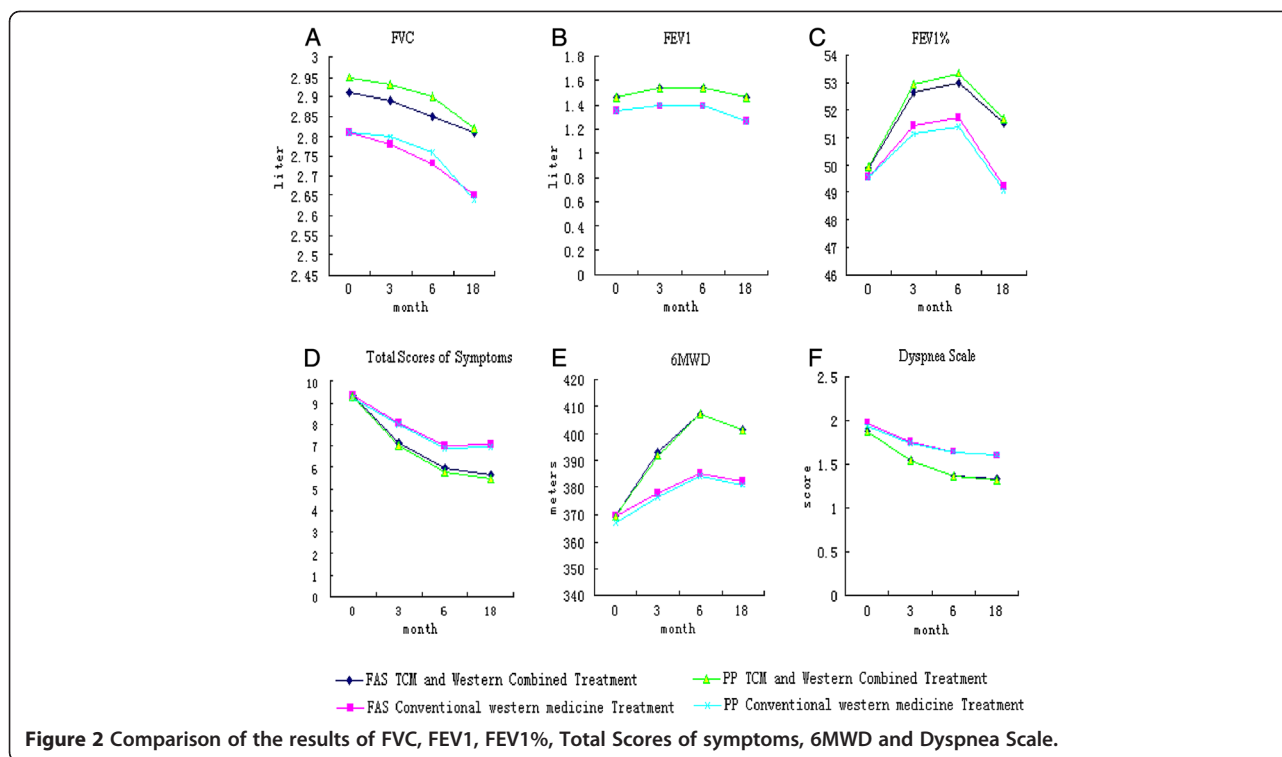 A FVC
3
2.95
2.9
2.85
2.8
2.75
2.7
2.65
2.6
2.55
2.5
2.45
liter
0 3 6 18
month
B FEV1
1.8
1.6
1.4
1.2
1
0.8
0.6
0.4
0.2
0
liter
0 3 6 18
month
C FEV1%
54
53
52
51
50
49
48
47
46
0 3 6 18
month
D Total Scores of Symptoms
10
9
8
7
6
5
4
3
2
1
0
0 3 6 18
month
E 6MWD
420
410
400
390
380
370
360
350
340
meters
0 3 6 18
month
F Dyspnea Scale
2.5
2
1.5
1
0.5
0
score
0 3 6 18
month
FAS TCM and Western Combined Treatment PP TCM and Western Combined Treatment
FAS Conventional western medicine Treatment PP Conventional western medicine Treatment
Figure 2 Comparison of the results of FVC, FEV1, FEV1%, Total Scores of symptoms, 6MWD and Dyspnea Scale.